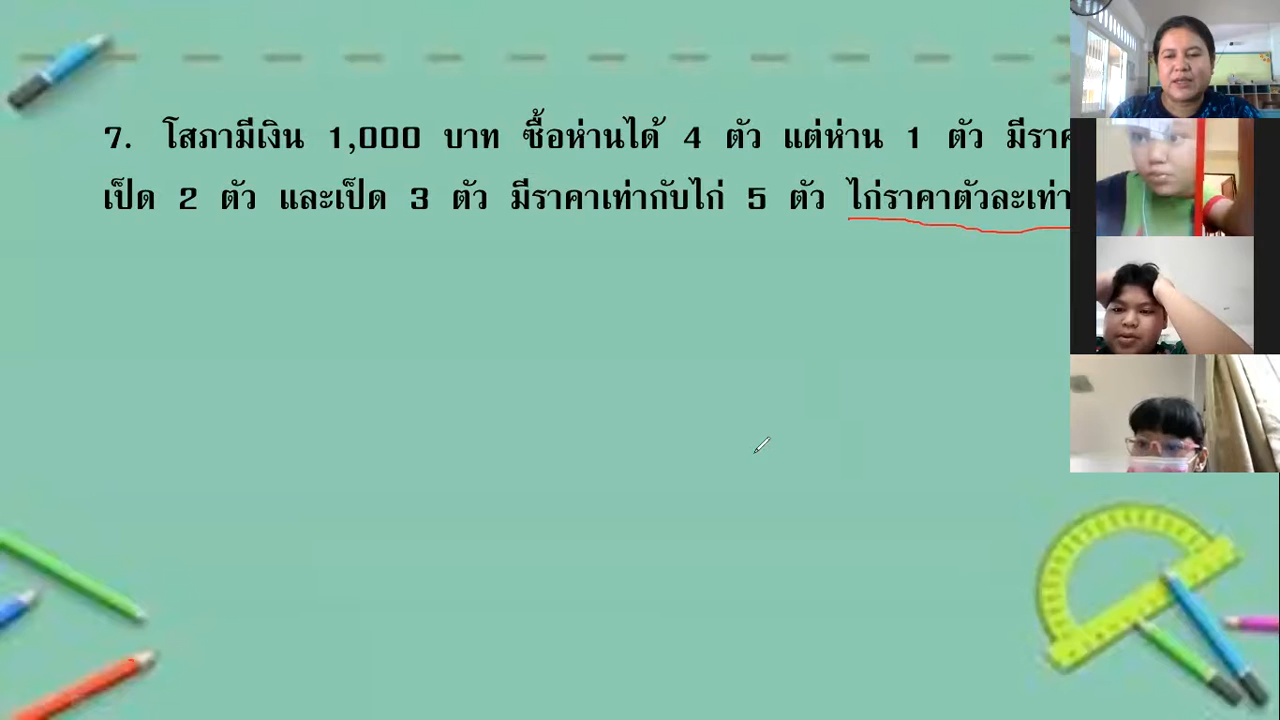 7. โสภามีเงิน 1,000 บาท ซื้อห่านได้ 4 ตัว แต่ห่าน 1 ตัว
เป็ด 2 ตัว และเป็ด 3 ตัว มีราคาเท่ากับไก่ 5 ตัว ไก่ราคาตัวละเท่า